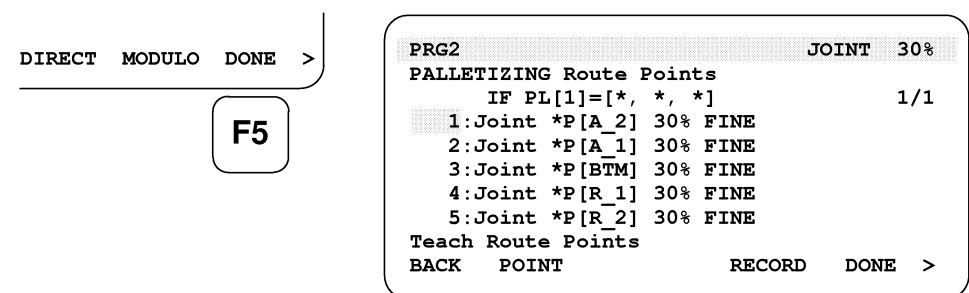 DIRECT MODULO DONE >
F5
PRG2 JOINT 30%
PALLETIZING Route Points
IF PL[1]=[*, *, *] 1/1
1:Joint *P[A_2] 30% FINE
2:Joint *P[A_1] 30% FINE
3:Joint *P[BTM] 30% FINE
4:Joint *P[R_1] 30% FINE
5:Joint *P[R_2] 30% FINE
Teach Route Points
BACK POINT RECORD DONE >